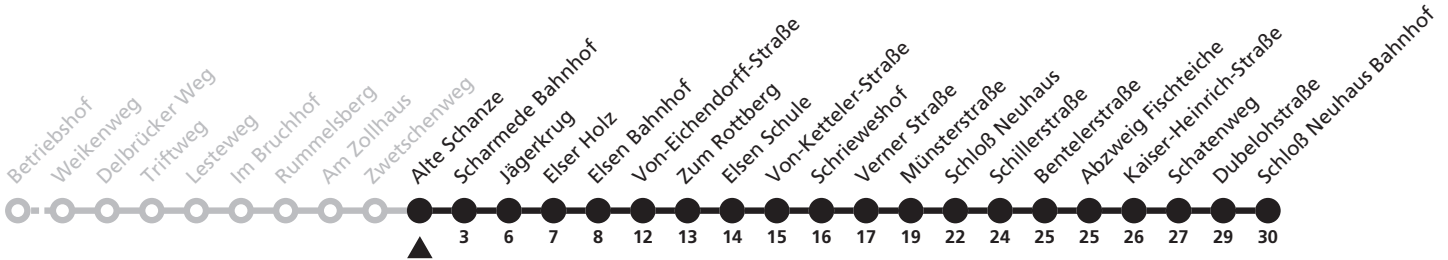 Betriebshof
Weikenweg
Delbrücker Weg
Triftweg
Lesteweg
Im Bruchhof
Rummelsberg
Am Zollhaus
Zwetschenweg
Alte Schanze
Scharmede Bahnhof
Jägerkrug
Elser Holz
Elsen Bahnhof
Von-Eichendorff-Straße
Zum Rottberg
Elsen Schule
Von-Ketteler-Straße
Schrieweshof
Verner Straße
Münsterstraße
Schloß Neuhaus
Schillerstraße
Bentelerstraße
Abzweig Fischteiche
Kaiser-Heinrich-Straße
Schatenweg
Dubelohstraße
Schloß Neuhaus Bahnhof
3 6 7 8 12 13 14 15 16 17 19 22 24 25 25 26 27 29 30